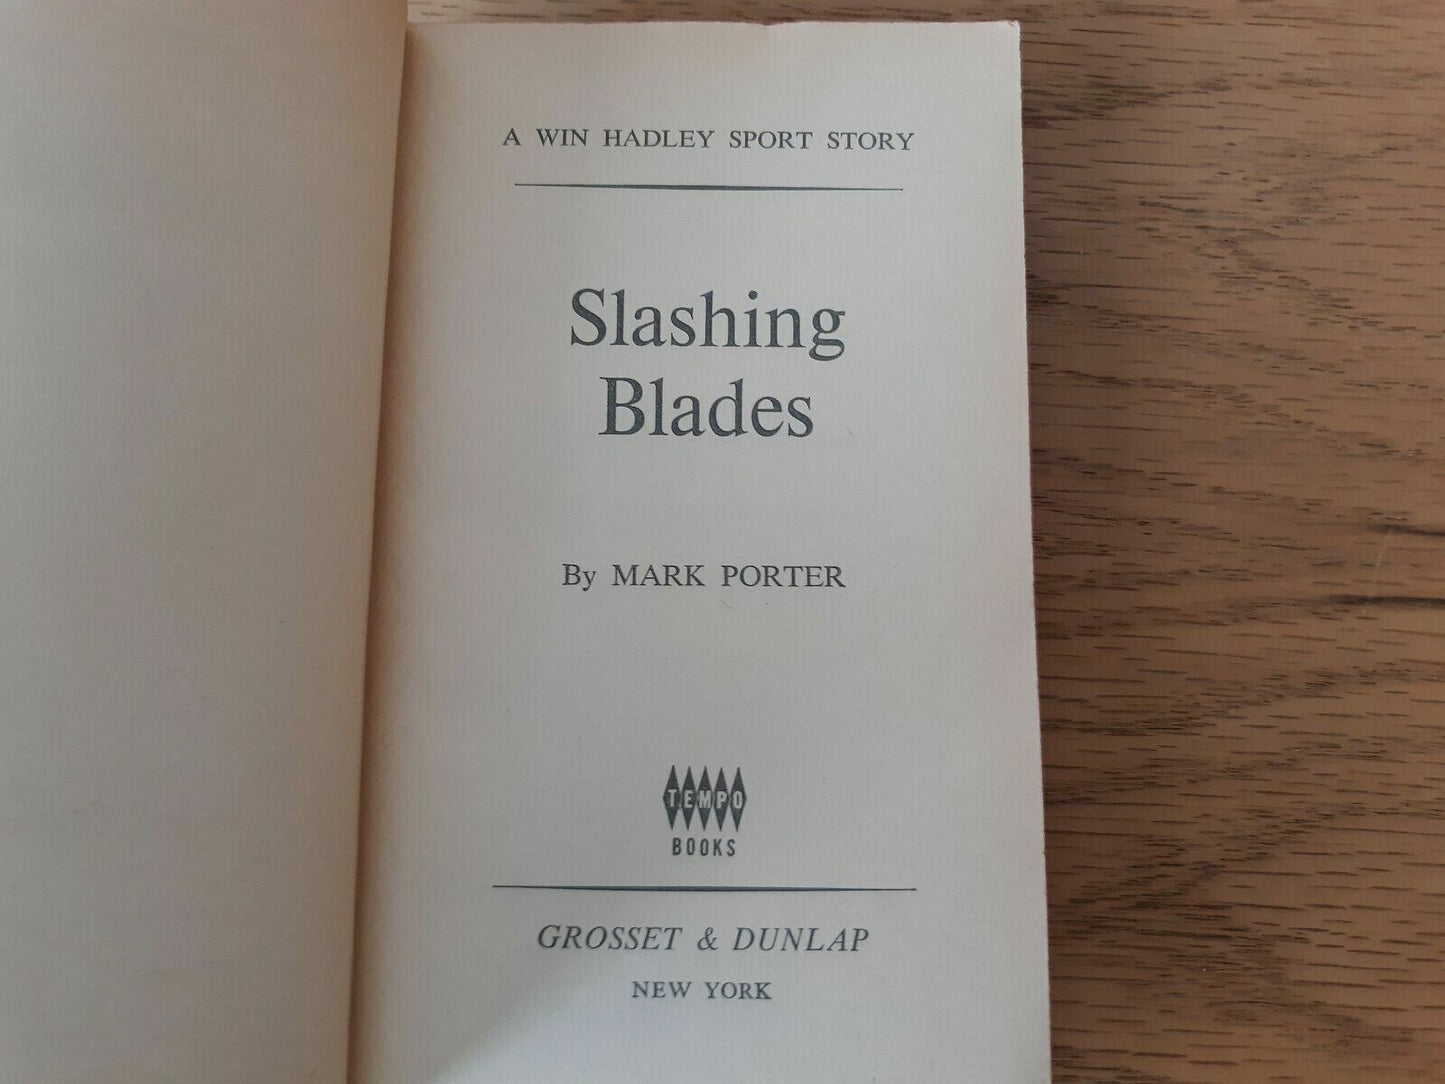 A WIN HADLEY SPORT STORY
Slashing
Blades
By MARK PORTER
TEMPO
BOOKS
GROSSET & DUNLAP
NEW YORK